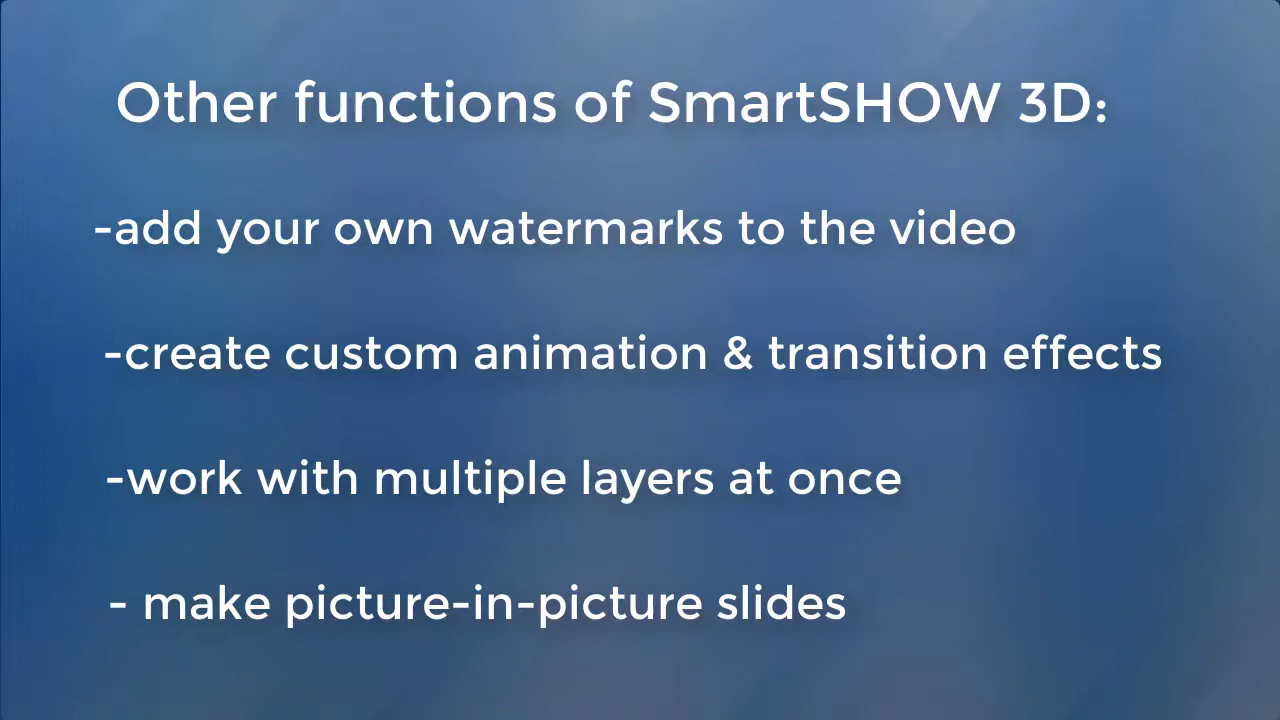 Other functions of SmartSHOW 3D:
-add your own watermarks to the video
-create custom animation & transition effects
-work with multiple layers at once
- make picture-in-picture slides